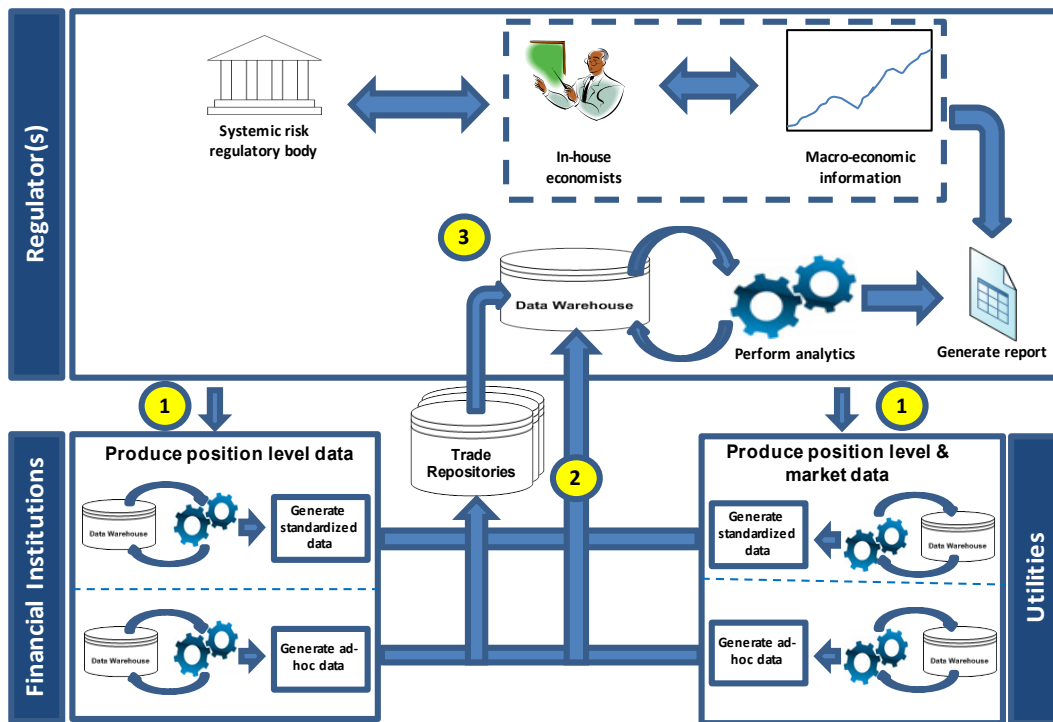 Regulator(s)
Systemic risk
regulatory body
In-house
economists
Macro-economic
information
3
Data Warehouse
Perform analytics
Generate report
1
1
Trade
Repositories
2
Financial Institutions
Produce position level data
Data Warehouse
Generate
standardized
data
Data Warehouse
Generate ad-
hoc data
Produce position level &
market data
Generate
standardized
data
Data Warehouse
Generate ad-
hoc data
Data Warehouse
Utilities